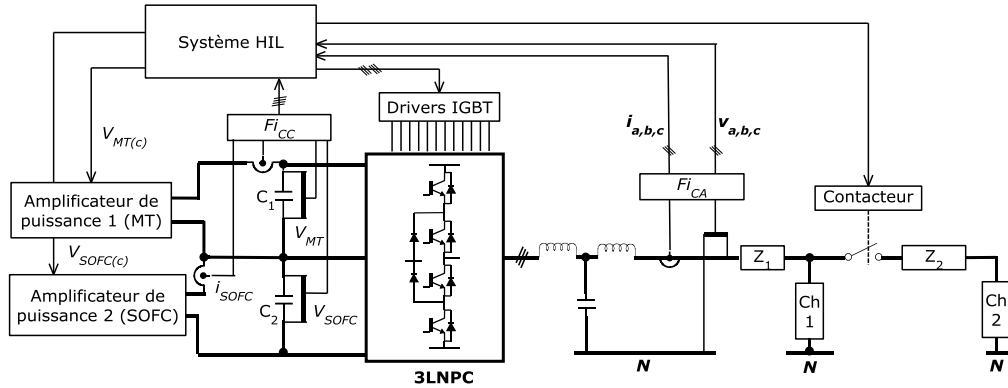 Système HIL
Drivers IGBT
Fi_CC
V_MT(c)
i_a,b,c
v_a,b,c
Fi_CA
Contacteur
Amplificateur de
puissance 1 (MT)
C_1
V_MT
V_SOFC(c)
i_SOFC
Amplificateur de
puissance 2 (SOFC)
C_2
V_SOFC
Z_1
Z_2
Ch
1
Ch
2
N
N
N
3LNPC